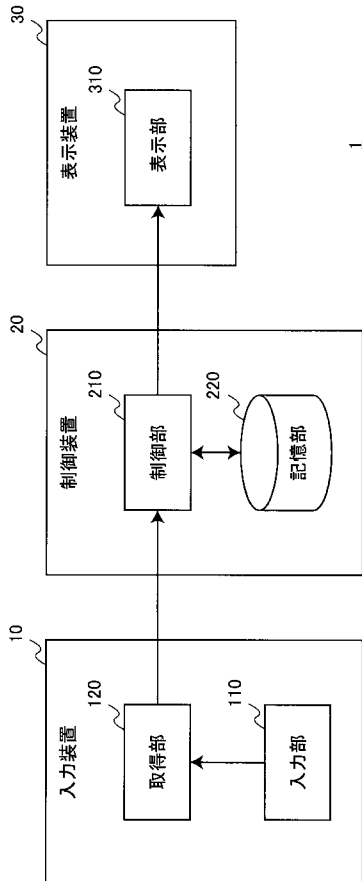 入力装置
10
取得部
120
入力部
110
制御装置
20
制御部
210
記憶部
220
表示装置
30
表示部
310
1